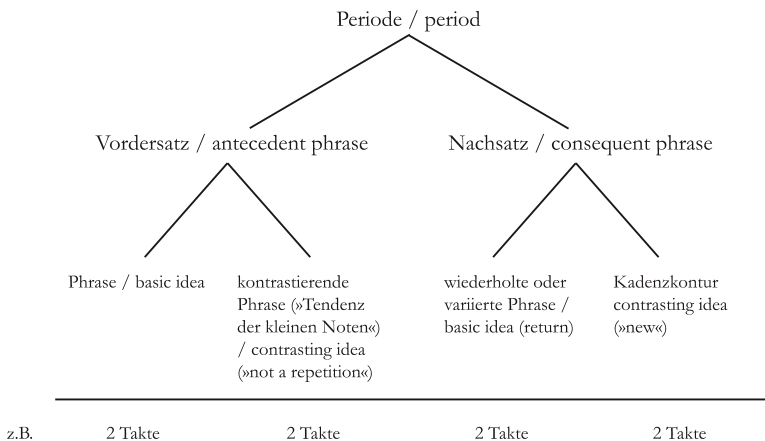 Periode / period
Vordersatz / antecedent phrase
Nachsatz / consequent phrase
Phrase / basic idea
kontrastierende
Phrase (»Tendenz
der kleinen Noten«)
/ contrasting idea
(»not a repetition«)
wiederholte oder
variierte Phrase /
basic idea (return)
Kadenzkontur
contrasting idea
(»new«)
z.B. 2 Takte 2 Takte 2 Takte 2 Takte